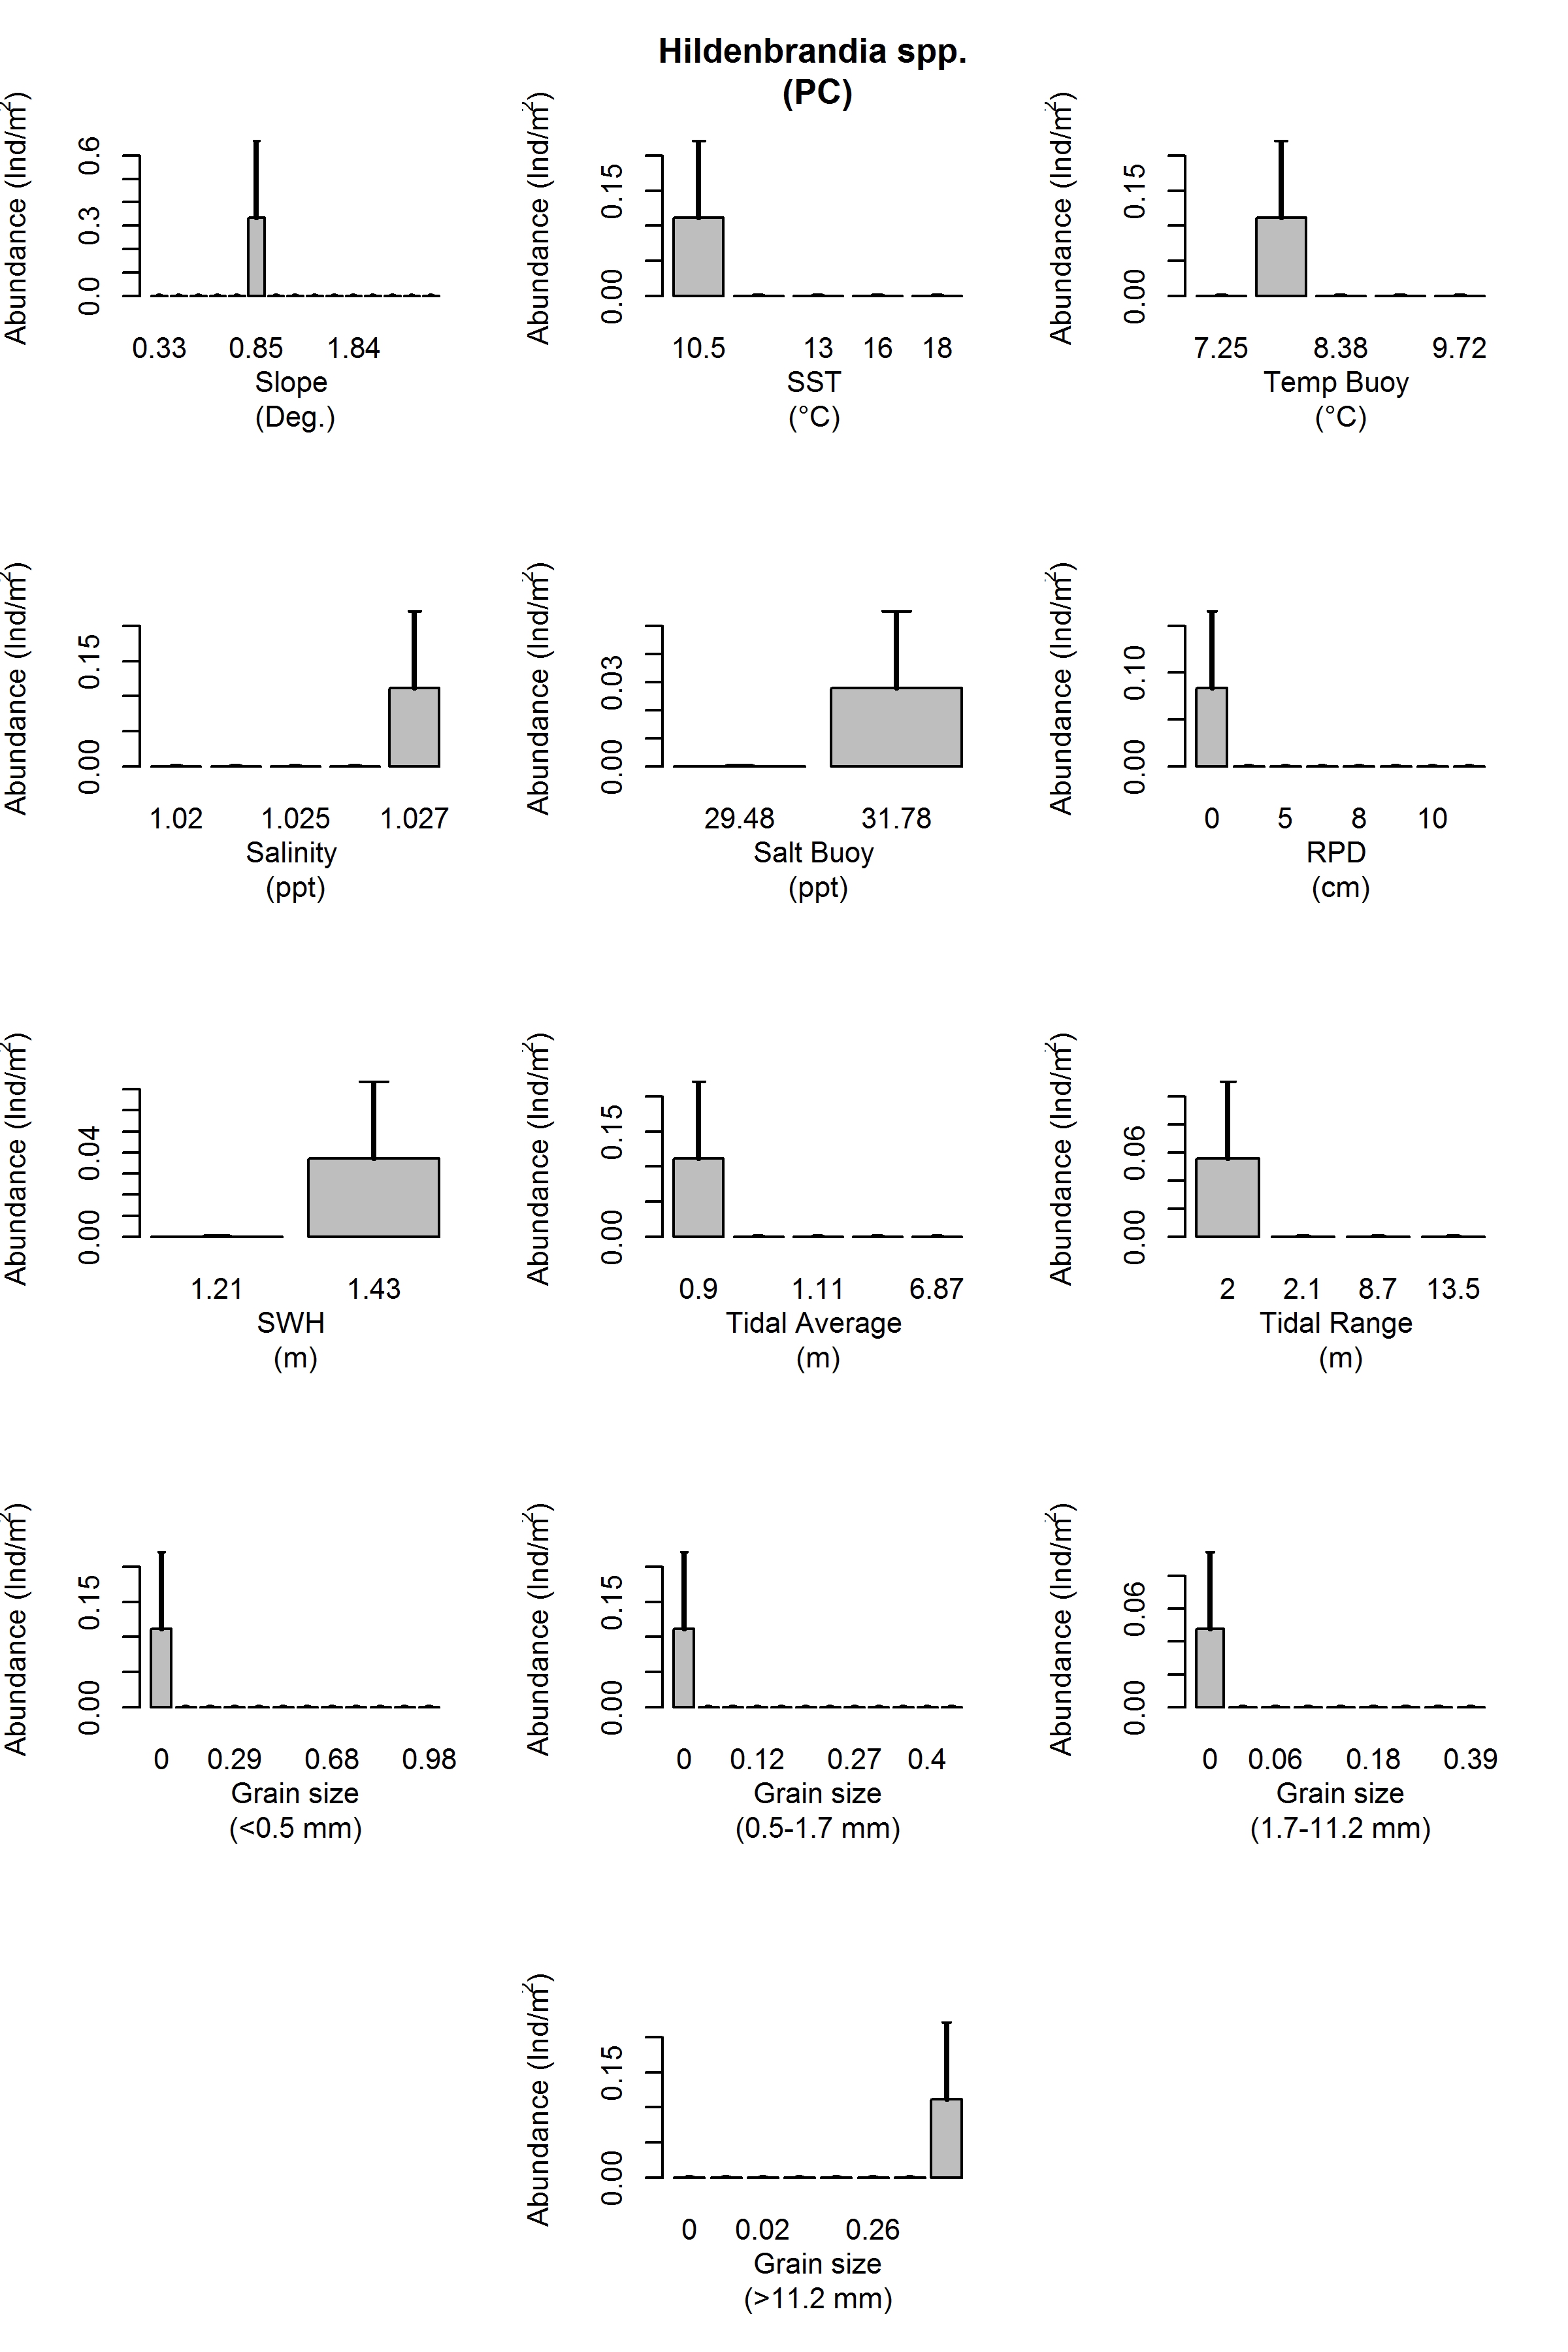 Hildenbrandia spp.
(PC)
Abundance (Ind/m²)
0.0 0.3 0.6
0.33 0.85 1.84
Slope
(Deg.)
Abundance (Ind/m²)
0.00 0.15
10.5 13 16 18
SST
(°C)
Abundance (Ind/m²)
0.00 0.15
7.25 8.38 9.72
Temp Buoy
(°C)
Abundance (Ind/m²)
0.00 0.15
1.02 1.025 1.027
Salinity
(ppt)
Abundance (Ind/m²)
0.00 0.03
29.48 31.78
Salt Buoy
(ppt)
Abundance (Ind/m²)
0.00 0.10
0 5 8 10
RPD
(cm)
Abundance (Ind/m²)
0.00 0.04
1.21 1.43
SWH
(m)
Abundance (Ind/m²)
0.00 0.15
0.9 1.11 6.87
Tidal Average
(m)
Abundance (Ind/m²)
0.00 0.06
2 2.1 8.7 13.5
Tidal Range
(m)
Abundance (Ind/m²)
0.00 0.15
0 0.29 0.68 0.98
Grain size
(<0.5 mm)
Abundance (Ind/m²)
0.00 0.15
0 0.12 0.27 0.4
Grain size
(0.5-1.7 mm)
Abundance (Ind/m²)
0.00 0.06
0 0.06 0.18 0.39
Grain size
(1.7-11.2 mm)
Abundance (Ind/m²)
0.00 0.15
0 0.02 0.26
Grain size
(>11.2 mm)